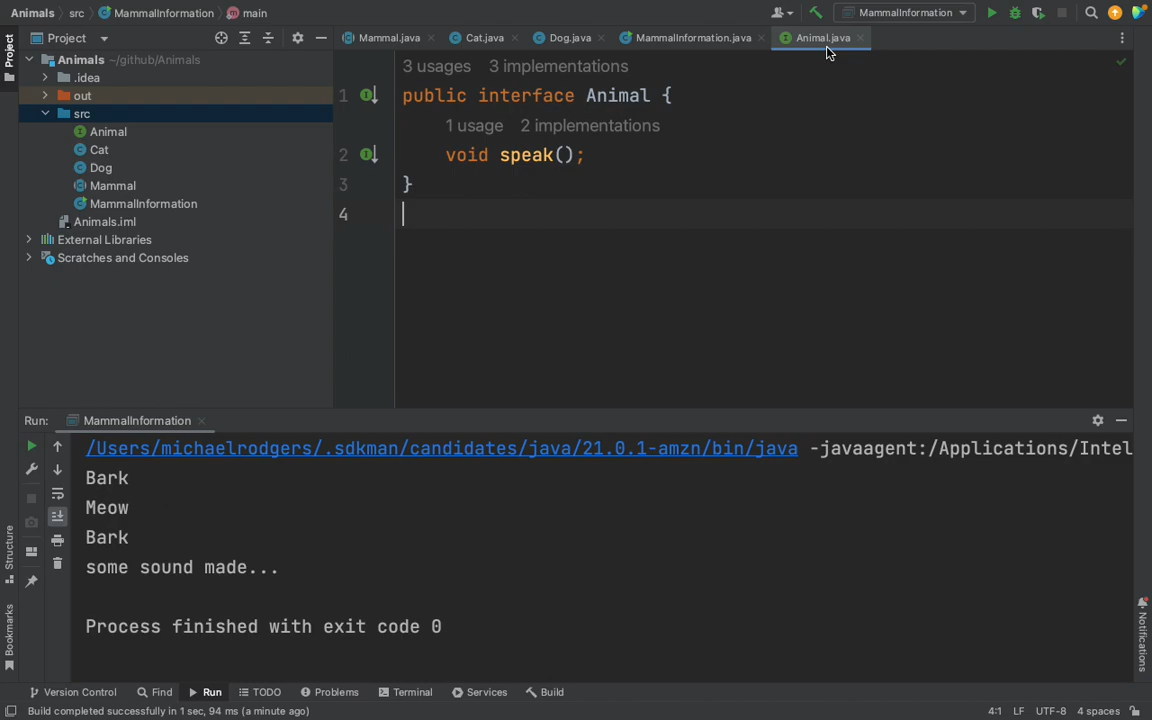 Animals src MammalInformation main MammalInformation
Project
Mammal.java Cat.java Dog.java MammalInformation.java Animal.java
Project
Animals ~/github/Animals
.idea
out
src
Animal
Cat
Dog
Mammal
MammalInformation
Animals.iml
External Libraries
Scratches and Consoles
3 usages 3 implementations
1 public interface Animal {
1 usage 2 implementations
2 void speak();
3 }
4
Run: MammalInformation
/Users/michaelrodgers/.sdkman/candidates/java/21.0.1-amzn/bin/java -javaagent:/Applications/Intel
Bark
Meow
Bark
some sound made...
Process finished with exit code 0
Structure
Bookmarks
Notifications
Version Control Find Run TODO Problems Terminal Services Build
Build completed successfully in 1 sec, 94 ms (a minute ago) 4:1 LF UTF-8 4 spaces